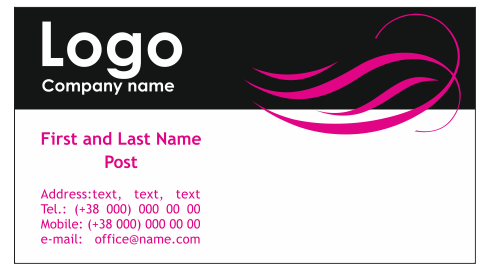 Logo
Company name
First and Last Name
Post
Address:text, text, text
Tel.: (+38 000) 000 00 00
Mobile: (+38 000) 000 00 00
e-mail: office@name.com